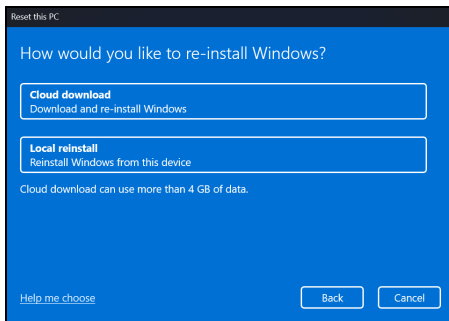 Reset this PC
How would you like to re-install Windows?
Cloud download
Download and re-install Windows
Local reinstall
Reinstall Windows from this device
Cloud download can use more than 4 GB of data.
Help me choose
Back
Cancel